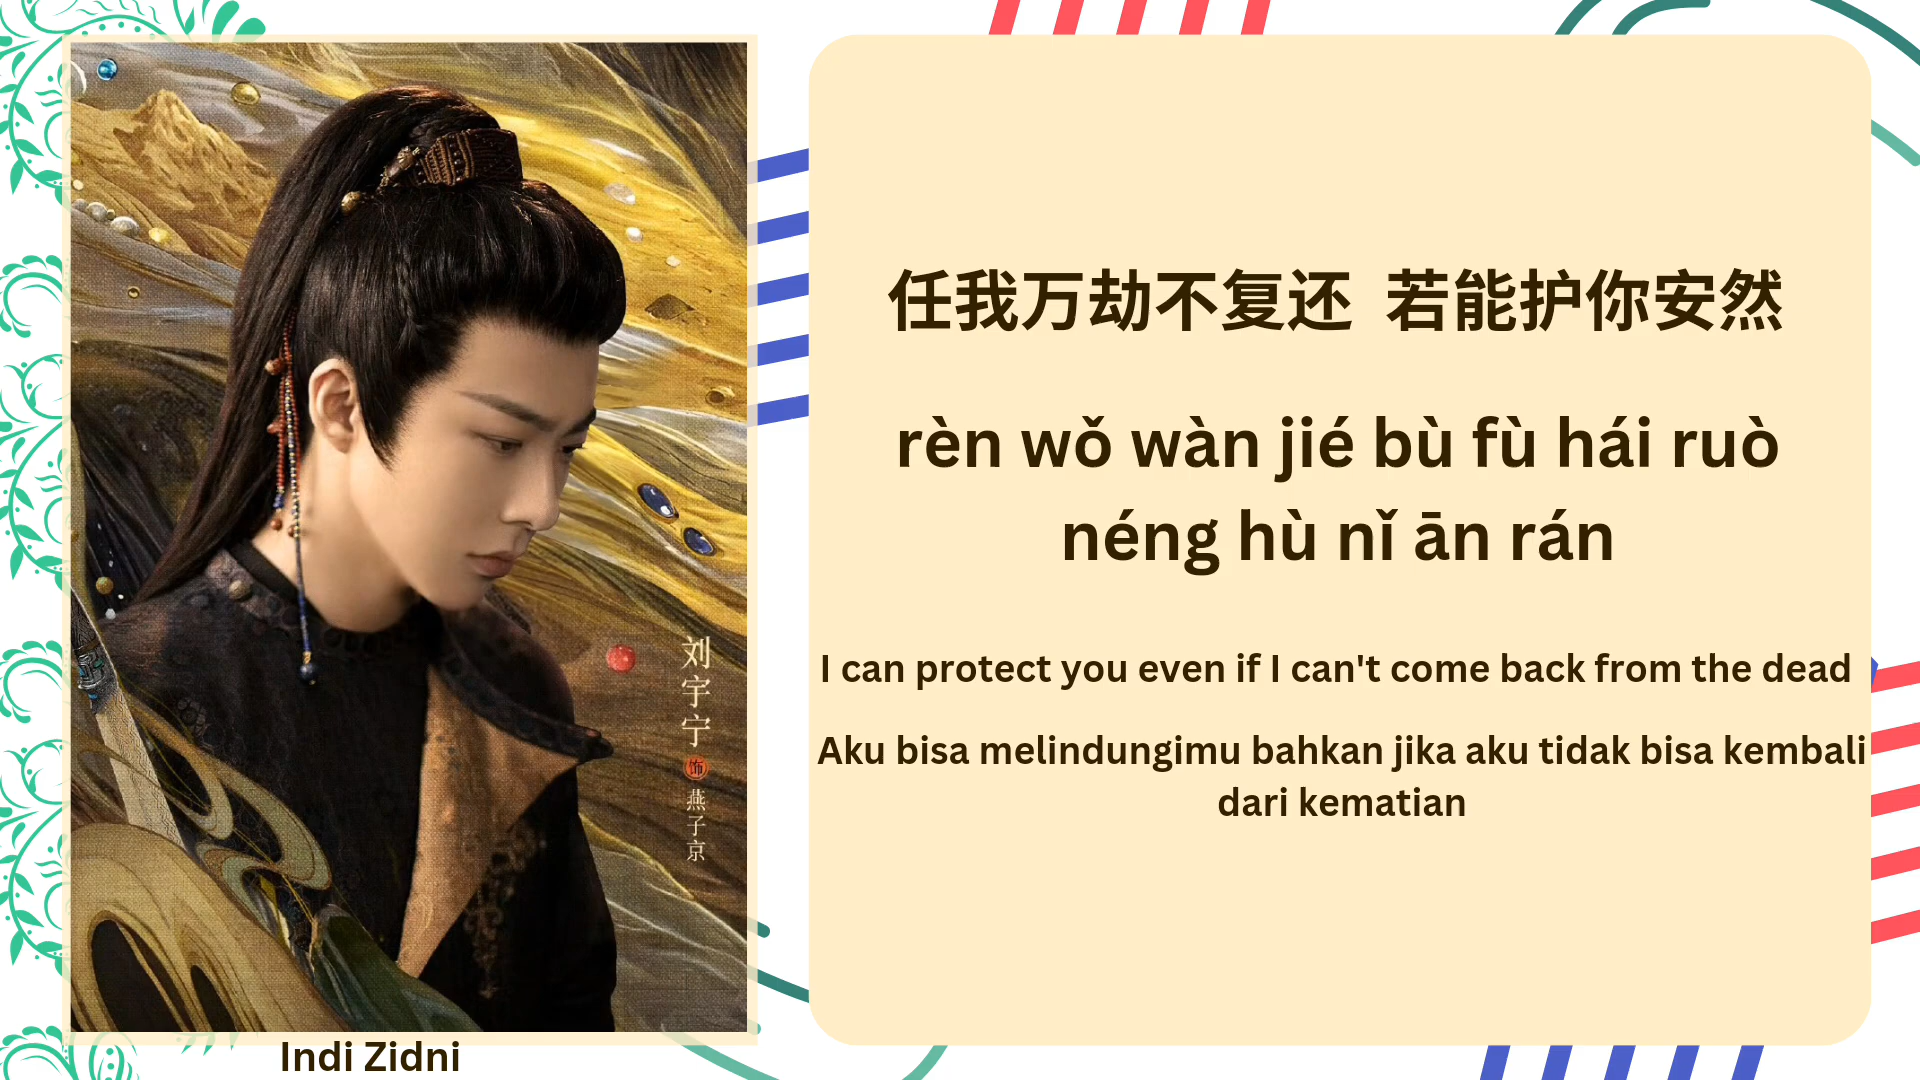 刘宇宁
饰
燕子京
任我万劫不复还 若能护你安然
rèn wǒ wàn jié bù fù hái ruò
néng hù nǐ ān rán
I can protect you even if I can't come back from the dead
Aku bisa melindungimu bahkan jika aku tidak bisa kembali
dari kematian
Indi Zidni